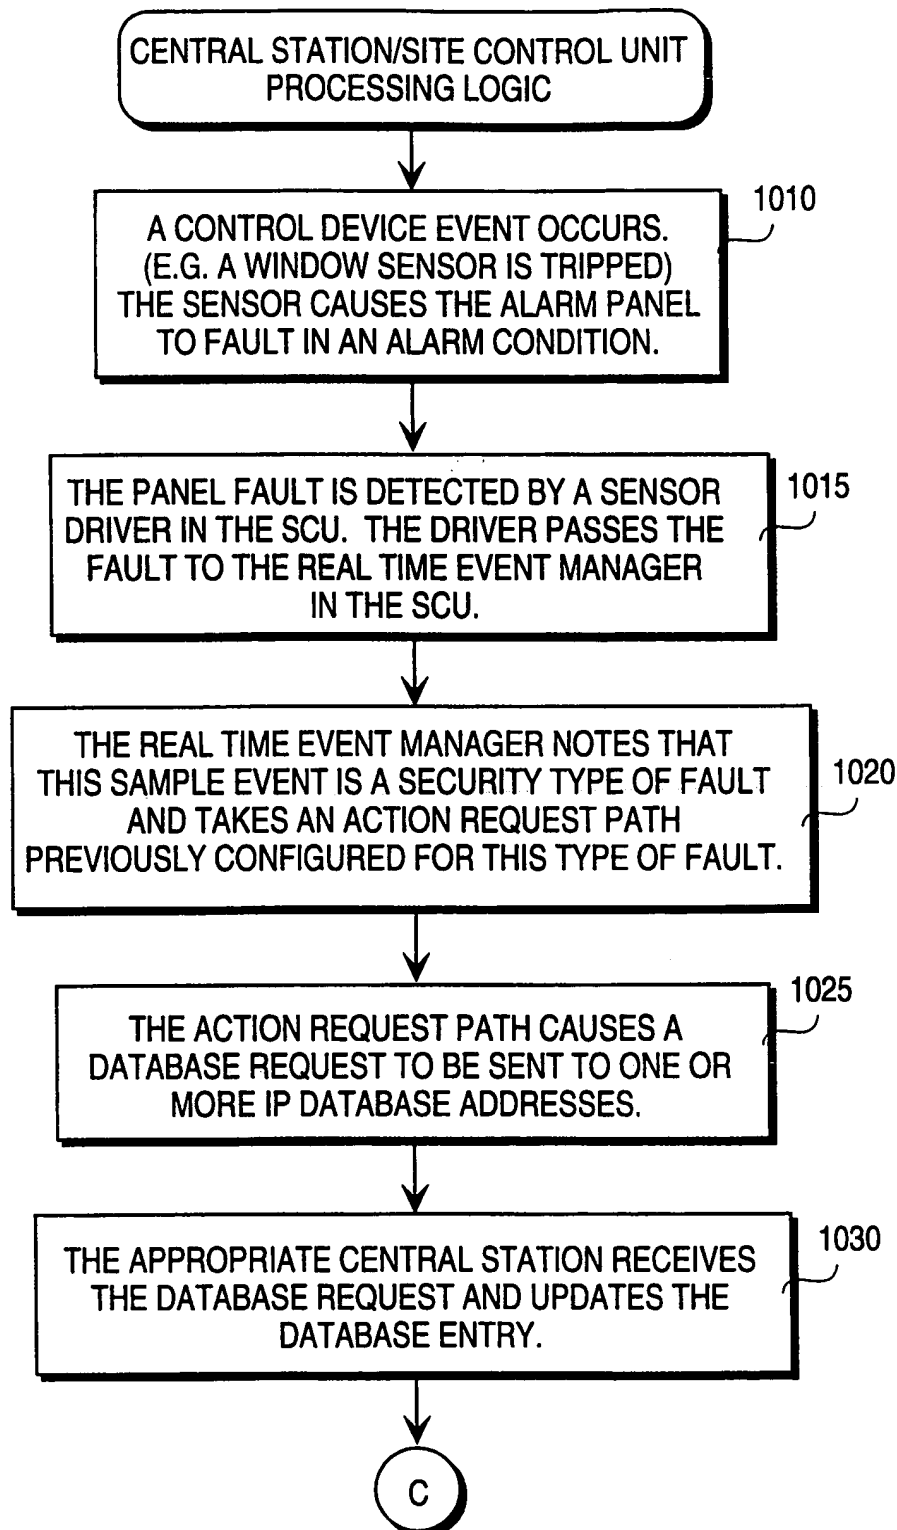 CENTRAL STATION/SITE CONTROL UNIT
PROCESSING LOGIC
1010
A CONTROL DEVICE EVENT OCCURS.
(E.G. A WINDOW SENSOR IS TRIPPED)
THE SENSOR CAUSES THE ALARM PANEL
TO FAULT IN AN ALARM CONDITION.
1015
THE PANEL FAULT IS DETECTED BY A SENSOR
DRIVER IN THE SCU. THE DRIVER PASSES THE
FAULT TO THE REAL TIME EVENT MANAGER
IN THE SCU.
1020
THE REAL TIME EVENT MANAGER NOTES THAT
THIS SAMPLE EVENT IS A SECURITY TYPE OF FAULT
AND TAKES AN ACTION REQUEST PATH
PREVIOUSLY CONFIGURED FOR THIS TYPE OF FAULT.
1025
THE ACTION REQUEST PATH CAUSES A
DATABASE REQUEST TO BE SENT TO ONE OR
MORE IP DATABASE ADDRESSES.
1030
THE APPROPRIATE CENTRAL STATION RECEIVES
THE DATABASE REQUEST AND UPDATES THE
DATABASE ENTRY.
C